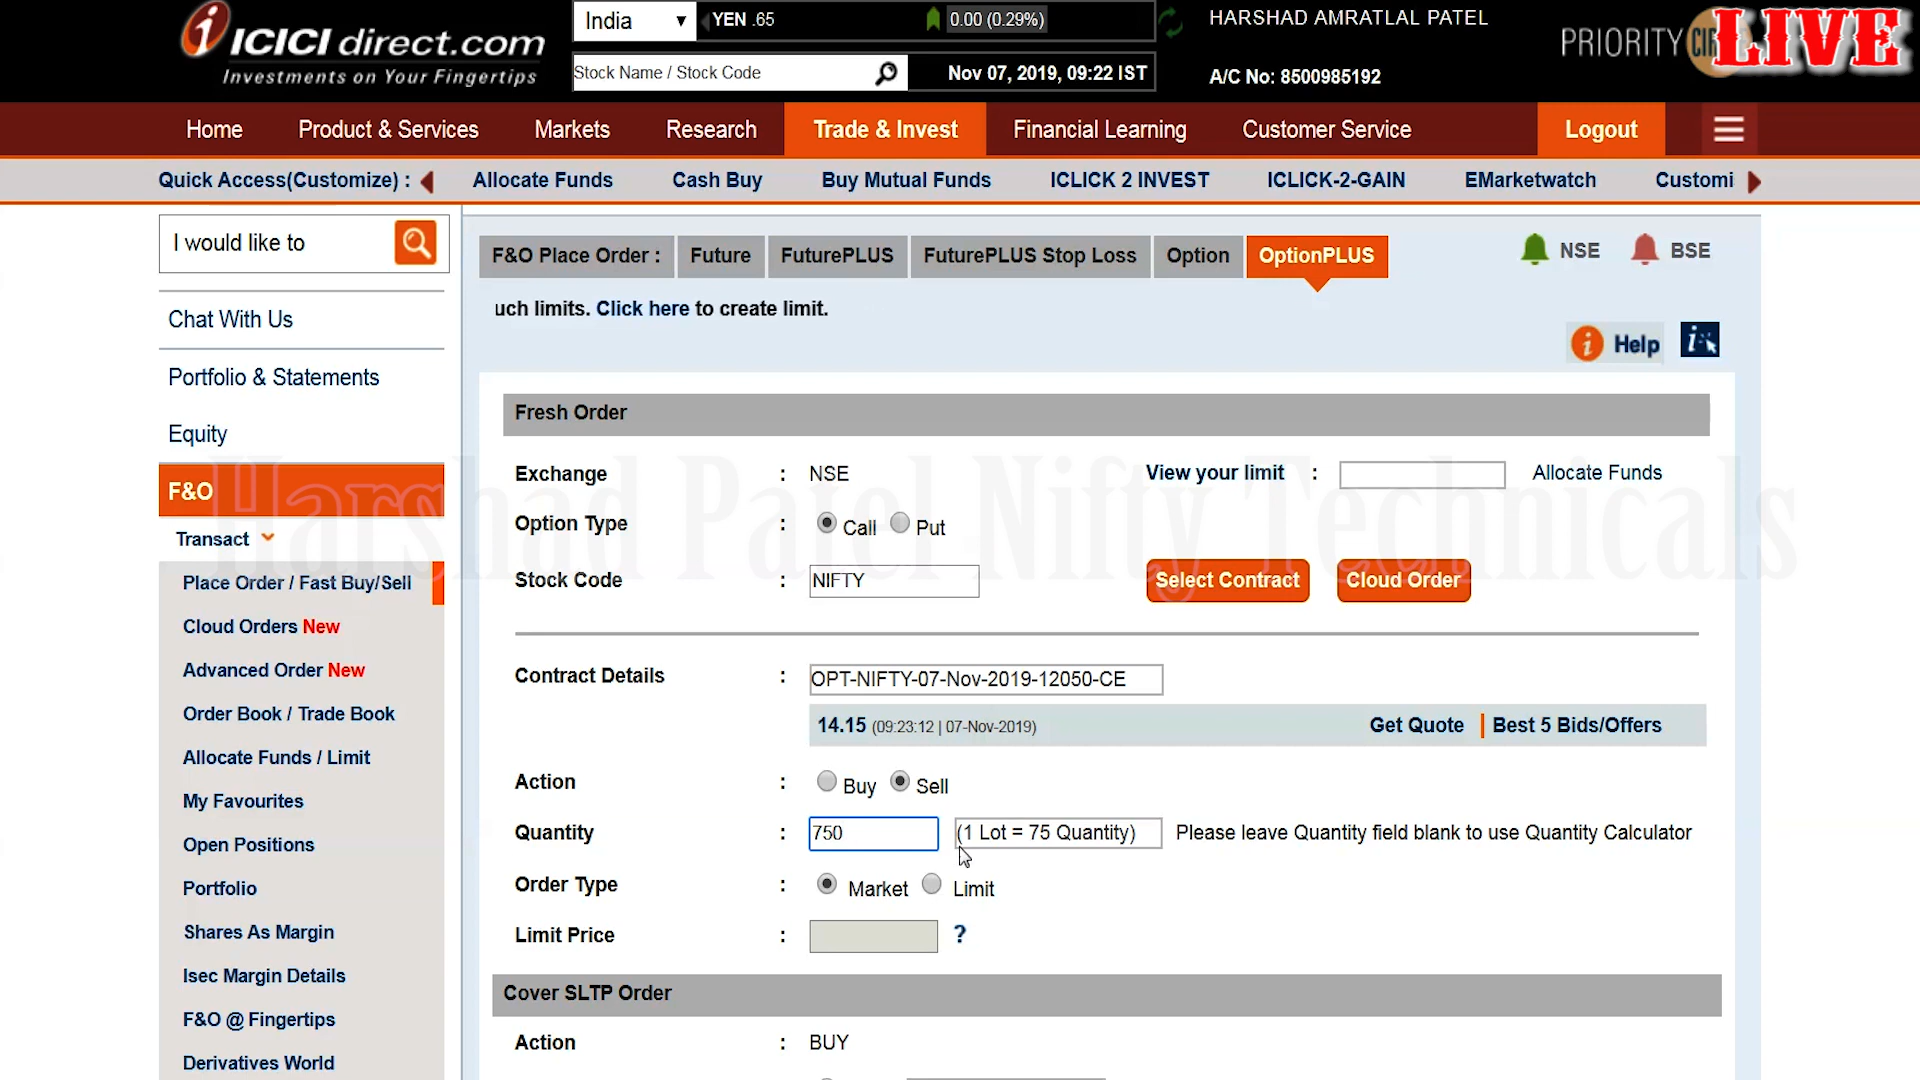 ICICI direct.com
Investments on Your Fingertips
India
YEN .65
0.00 (0.29%)
Stock Name / Stock Code
Nov 07, 2019, 09:22 IST
HARSHAD AMRATLAL PATEL
A/C No: 8500985192
PRIORITY
LIVE
Home
Product & Services
Markets
Research
Trade & Invest
Financial Learning
Customer Service
Logout
Quick Access(Customize) :
Allocate Funds
Cash Buy
Buy Mutual Funds
ICLICK 2 INVEST
ICLICK-2-GAIN
EMarketwatch
Customi
I would like to
Chat With Us
Portfolio & Statements
Equity
F&O
Transact
Place Order / Fast Buy/Sell
Cloud Orders New
Advanced Order New
Order Book / Trade Book
Allocate Funds / Limit
My Favourites
Open Positions
Portfolio
Shares As Margin
Isec Margin Details
F&O @ Fingertips
Derivatives World
F&O Place Order :
Future
FuturePLUS
FuturePLUS Stop Loss
Option
OptionPLUS
NSE
BSE
uch limits. Click here to create limit.
Help
Fresh Order
Exchange : NSE
View your limit :
Allocate Funds
Harshad Patel Nifty Technicals
Option Type : Call Put
Stock Code : NIFTY
Select Contract
Cloud Order
Contract Details : OPT-NIFTY-07-Nov-2019-12050-CE
14.15 (09:23:12 | 07-Nov-2019)
Get Quote | Best 5 Bids/Offers
Action : Buy Sell
Quantity : 750 (1 Lot = 75 Quantity) Please leave Quantity field blank to use Quantity Calculator
Order Type : Market Limit
Limit Price : ?
Cover SLTP Order
Action : BUY